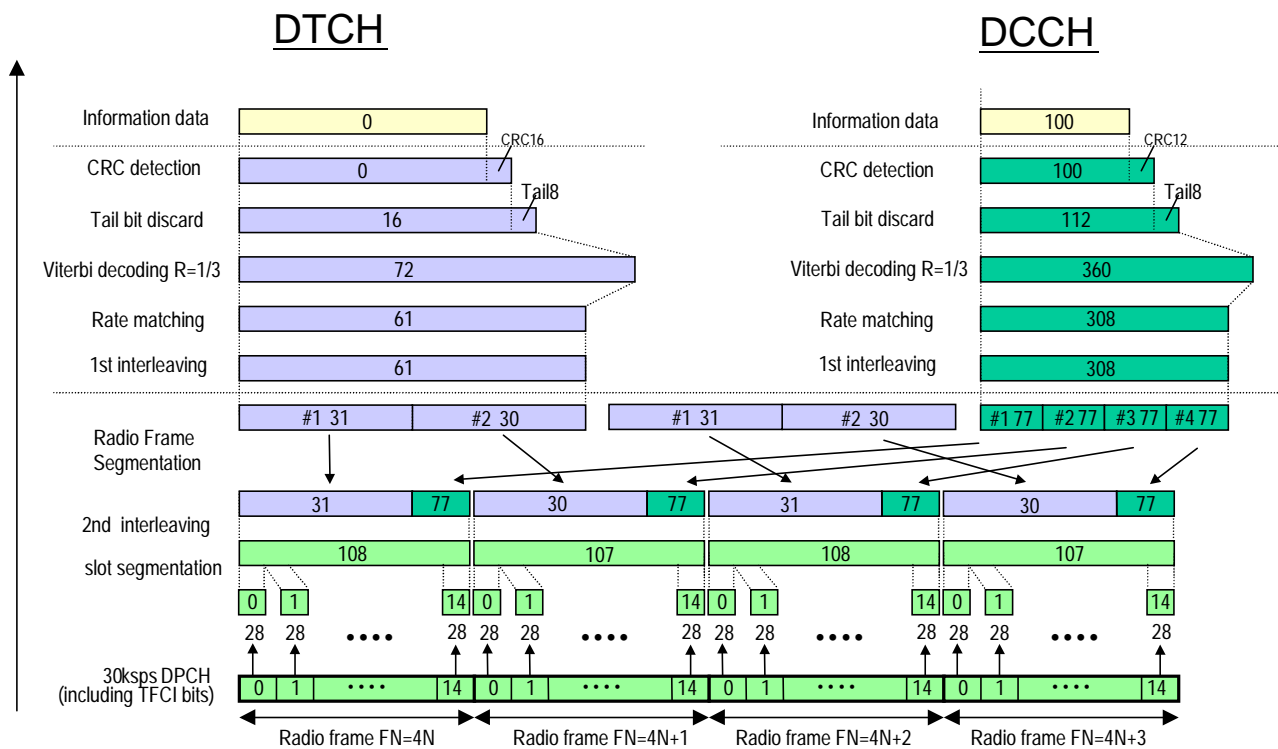 DTCH DCCH
Information data 0 Information data 100
CRC16 CRC12
CRC detection 0 CRC detection 100
Tail8 Tail8
Tail bit discard 16 Tail bit discard 112
Viterbi decoding R=1/3 72 Viterbi decoding R=1/3 360
Rate matching 61 Rate matching 308
1st interleaving 61 1st interleaving 308
#1 31 #2 30 #1 31 #2 30 #1 77 #2 77 #3 77 #4 77
Radio Frame
Segmentation
31 77 30 77 31 77 30 77
2nd interleaving
108 107 108 107
slot segmentation
0 1 14 0 1 14 0 1 14 0 1 14
28 28 •••• 28 28 28 •••• 28 28 28 •••• 28 28 28 •••• 28
30ksps DPCH
(including TFCI bits)
0 1 •••• 14 0 1 •••• 14 0 1 •••• 14 0 1 •••• 14
Radio frame FN=4N Radio frame FN=4N+1 Radio frame FN=4N+2 Radio frame FN=4N+3